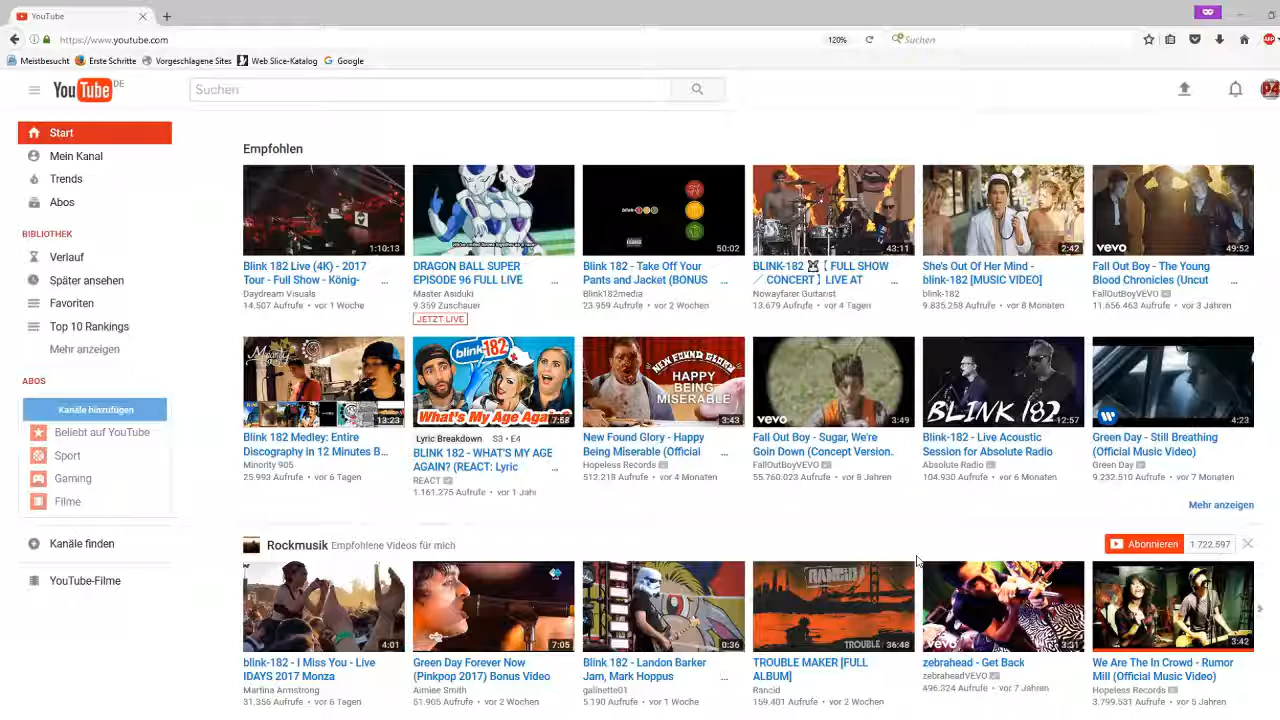 YouTube
https://www.youtube.com
120%
Suchen
Meistbesucht
Erste Schritte
Vorgeschlagene Sites
Web Slice-Katalog
Google
YouTube DE
Suchen
Start
Mein Kanal
Trends
Abos
BIBLIOTHEK
Verlauf
Später ansehen
Favoriten
Top 10 Rankings
Mehr anzeigen
ABOS
Kanäle hinzufügen
Beliebt auf YouTube
Sport
Gaming
Filme
Kanäle finden
YouTube-Filme
Empfohlen
1:10:13
Blink 182 Live (4K) - 2017
Tour - Full Show - König- ...
Daydream Visuals
14.507 Aufrufe • vor 1 Woche
DRAGON BALL SUPER
EPISODE 96 FULL LIVE ...
Master Asiduki
9.359 Zuschauer
JETZT LIVE
50:02
Blink 182 - Take Off Your
Pants and Jacket (BONUS ...
Blink182media
23.959 Aufrufe • vor 2 Wochen
43:11
BLINK-182 【 FULL SHOW
／ CONCERT 】 LIVE AT ...
Nowayfarer Guitarist
13.679 Aufrufe • vor 4 Tagen
2:42
She's Out Of Her Mind -
blink-182 [MUSIC VIDEO]
blink-182
9.835.258 Aufrufe • vor 8 Monaten
vevo
49:52
Fall Out Boy - The Young
Blood Chronicles (Uncut ...
FallOutBoyVEVO
11.656.463 Aufrufe • vor 3 Jahren
13:23
Blink 182 Medley: Entire
Discography in 12 Minutes B...
Minority 905
25.993 Aufrufe • vor 6 Tagen
blink-182
What's My Age Again?
7:58
Lyric Breakdown S3 • E4
BLINK 182 - WHAT'S MY AGE
AGAIN? (REACT: Lyric ...
REACT
1.161.275 Aufrufe • vor 1 Jahr
NEW FOUND GLORY
HAPPY
BEING
MISERABLE
3:43
New Found Glory - Happy
Being Miserable (Official ...
Hopeless Records
512.218 Aufrufe • vor 4 Monaten
vevo
3:49
Fall Out Boy - Sugar, We're
Goin Down (Concept Version.
FallOutBoyVEVO
55.760.023 Aufrufe • vor 8 Jahren
BLINK 182
12:57
Blink-182 - Live Acoustic
Session for Absolute Radio
Absolute Radio
104.930 Aufrufe • vor 6 Monaten
4:23
Green Day - Still Breathing
(Official Music Video)
Green Day
9.232.510 Aufrufe • vor 7 Monaten
Mehr anzeigen
Rockmusik Empfohlene Videos für mich
Abonnieren 1 722.597
4:01
blink-182 - I Miss You - Live
IDAYS 2017 Monza
Martina Armstrong
31.356 Aufrufe • vor 6 Tagen
7:05
Green Day Forever Now
(Pinkpop 2017) Bonus Video
Aimiee Smith
51.905 Aufrufe • vor 2 Wochen
0:36
Blink 182 - Landon Barker
Jam, Mark Hoppus ...
galinette01
5.190 Aufrufe • vor 1 Woche
RANCID
TROUBLE
36:48
TROUBLE MAKER [FULL
ALBUM]
Rancid
159.401 Aufrufe • vor 2 Wochen
vevo
3:31
zebrahead - Get Back
zebraheadVEVO
496.324 Aufrufe • vor 7 Jahren
3:42
We Are The In Crowd - Rumor
Mill (Official Music Video)
Hopeless Records
3.799.531 Aufrufe • vor 5 Jahren